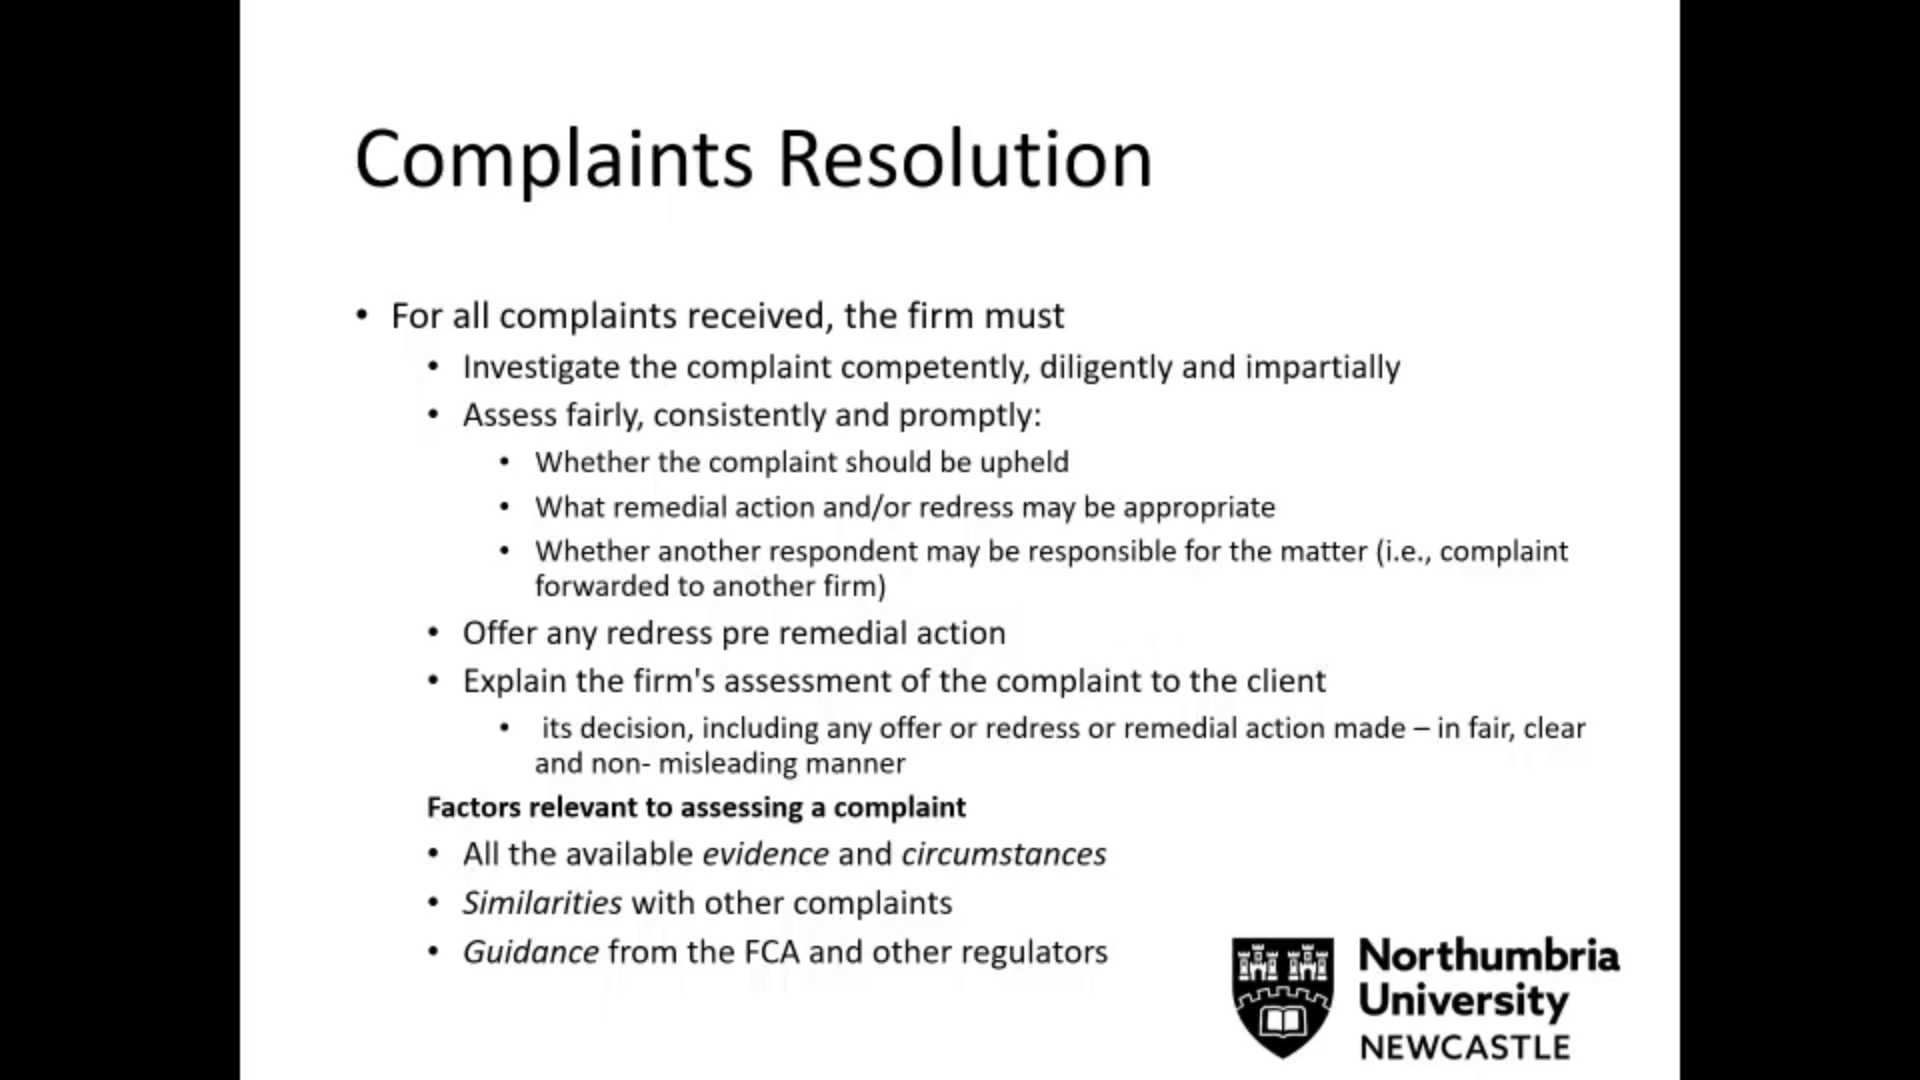 Complaints Resolution
• For all complaints received, the firm must
• Investigate the complaint competently, diligently and impartially
• Assess fairly, consistently and promptly:
• Whether the complaint should be upheld
• What remedial action and/or redress may be appropriate
• Whether another respondent may be responsible for the matter (i.e., complaint
forwarded to another firm)
• Offer any redress pre remedial action
• Explain the firm's assessment of the complaint to the client
• its decision, including any offer or redress or remedial action made – in fair, clear
and non- misleading manner
Factors relevant to assessing a complaint
• All the available evidence and circumstances
• Similarities with other complaints
• Guidance from the FCA and other regulators
Northumbria
University
NEWCASTLE